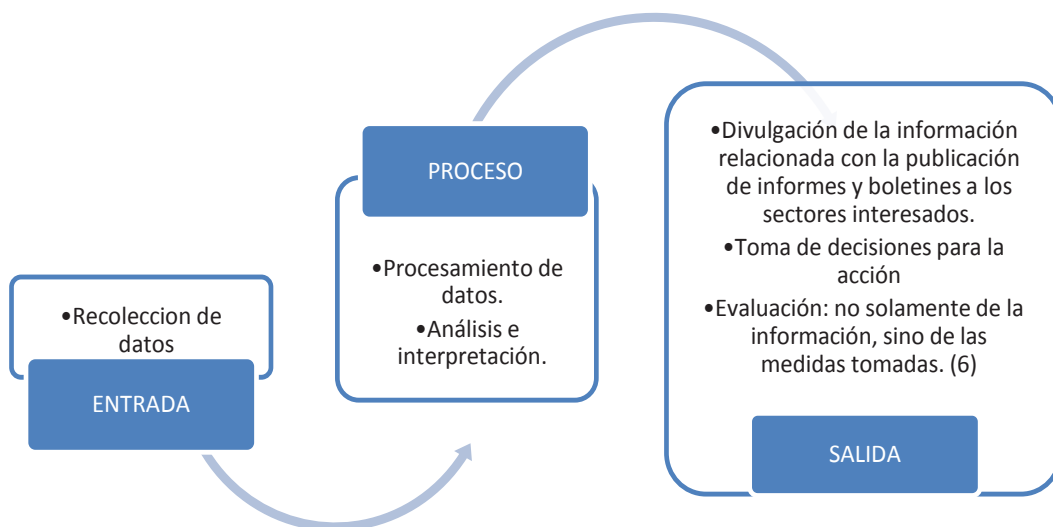 •Recoleccion de
datos
ENTRADA
PROCESO
•Procesamiento de
datos.
•Análisis e
interpretación.
•Divulgación de la información
relacionada con la publicación
de informes y boletines a los
sectores interesados.
•Toma de decisiones para la
acción
•Evaluación: no solamente de la
información, sino de las
medidas tomadas. (6)
SALIDA